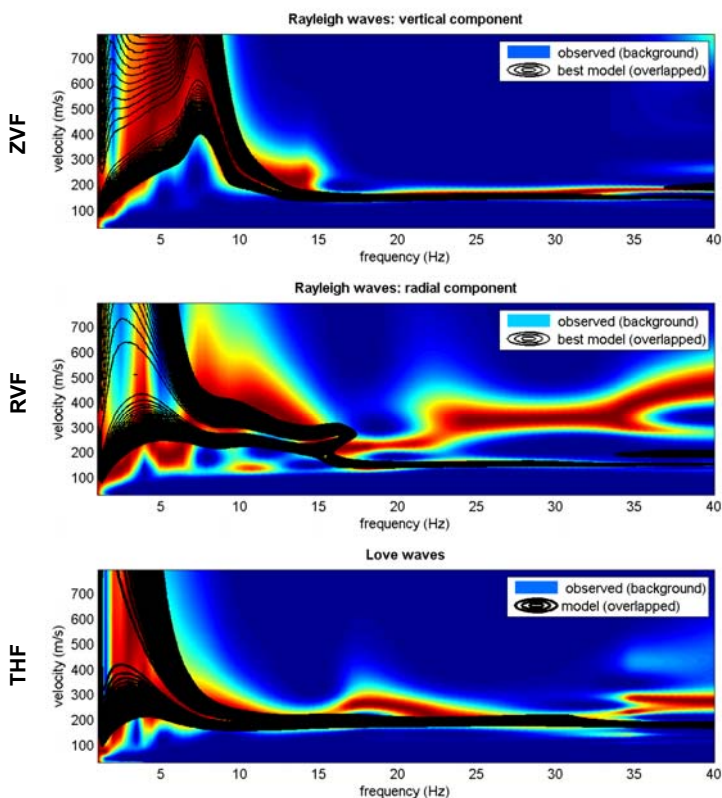 Rayleigh waves: vertical component
ZVF
velocity (m/s)
700
600
500
400
300
200
100
observed (background)
best model (overlapped)
5 10 15 20 25 30 35 40
frequency (Hz)
Rayleigh waves: radial component
RVF
velocity (m/s)
700
600
500
400
300
200
100
observed (background)
best model (overlapped)
5 10 15 20 25 30 35 40
frequency (Hz)
Love waves
THF
velocity (m/s)
700
600
500
400
300
200
100
observed (background)
model (overlapped)
5 10 15 20 25 30 35 40
frequency (Hz)